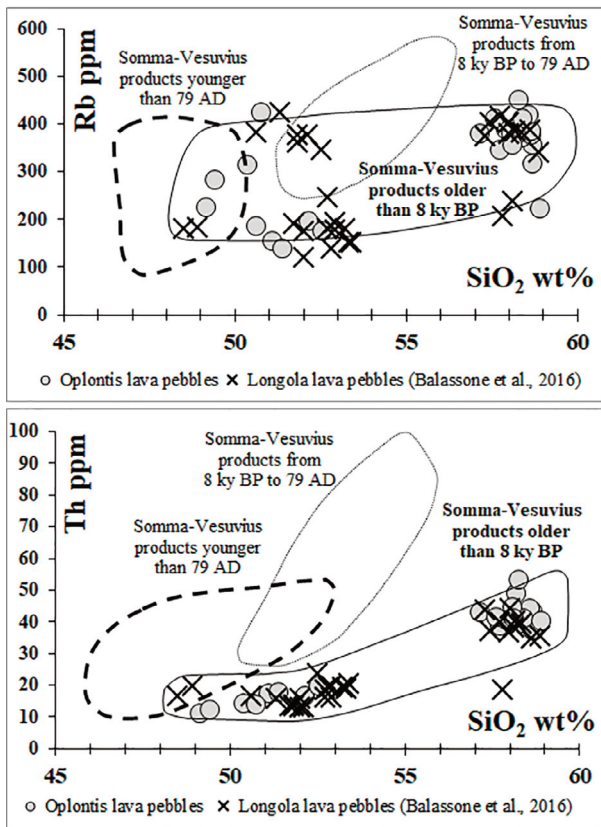 600
500
400
300
200
100
0
Rb ppm
Somma-Vesuvius
products younger
than 79 AD
Somma-Vesuvius
products from
8 ky BP to 79 AD
Somma-Vesuvius
products older
than 8 ky BP
SiO₂ wt%
45 50 55 60
Oplontis lava pebbles × Longola lava pebbles (Balassone et al., 2016)
100
90
80
70
60
50
40
30
20
10
0
Th ppm
Somma-Vesuvius
products from
8 ky BP to 79 AD
Somma-Vesuvius
products younger
than 79 AD
Somma-Vesuvius
products older
than 8 ky BP
SiO₂ wt%
45 50 55 60
Oplontis lava pebbles × Longola lava pebbles (Balassone et al., 2016)